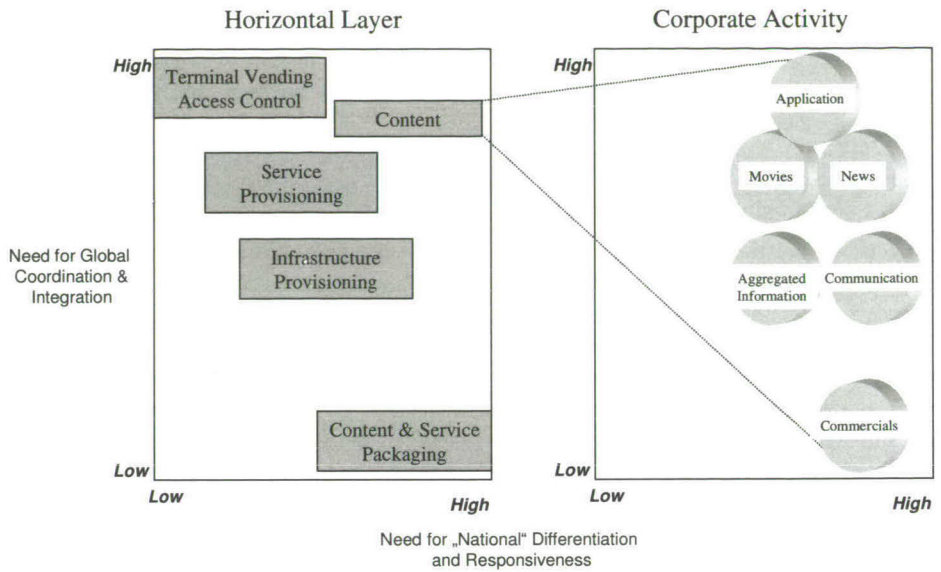 Horizontal Layer
Corporate Activity
High
Terminal Vending
Access Control
Content
Service
Provisioning
Infrastructure
Provisioning
Content & Service
Packaging
Need for Global
Coordination &
Integration
Low
Low
High
High
Application
Movies
News
Aggregated
Information
Communication
Commercials
Low
Low
High
Need for „National“ Differentiation
and Responsiveness